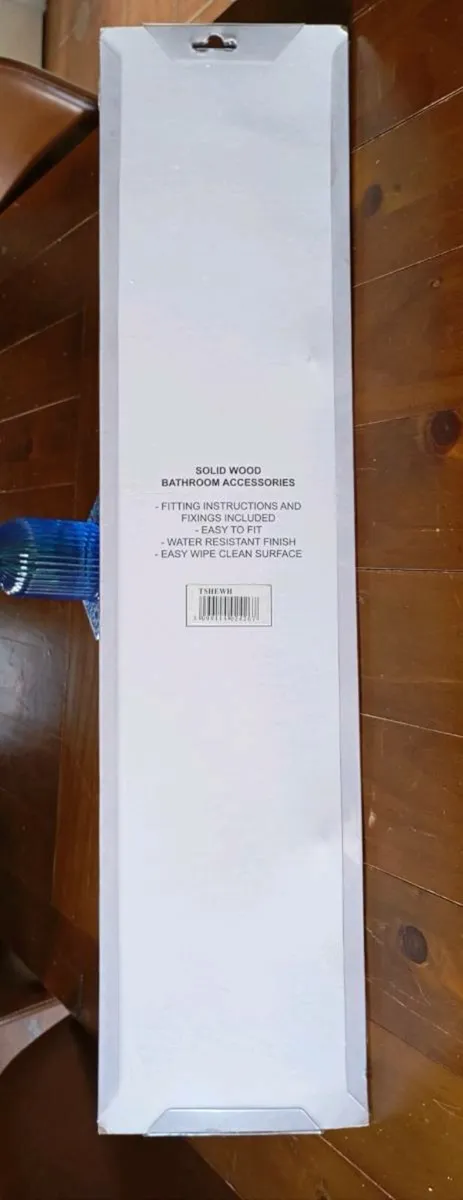 SOLID WOOD
BATHROOM ACCESSORIES
- FITTING INSTRUCTIONS AND
FIXINGS INCLUDED
- EASY TO FIT
- WATER RESISTANT FINISH
- EASY WIPE CLEAN SURFACE
TSHEWH